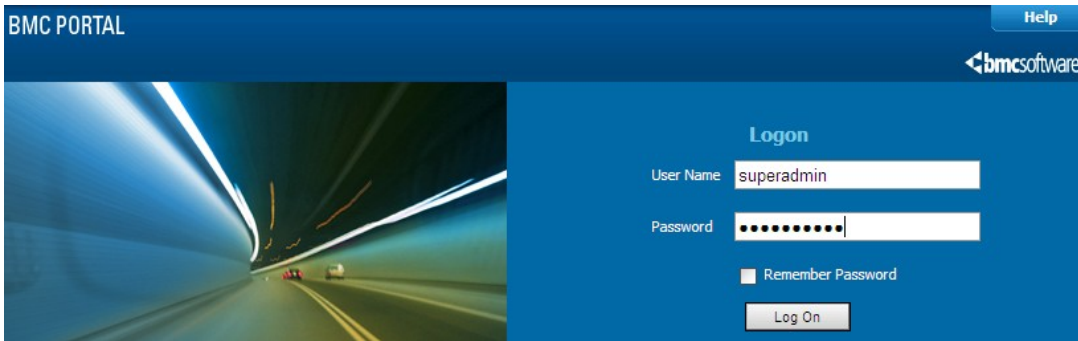 BMC PORTAL
Help
bmcsoftware
Logon
User Name superadmin
Password ••••••••••
Remember Password
Log On